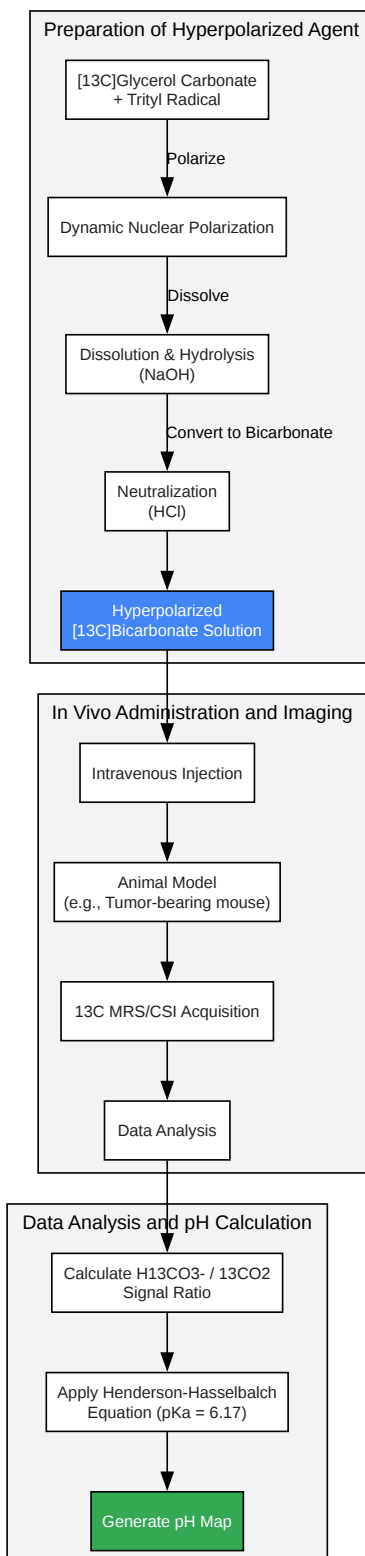 Preparation of Hyperpolarized Agent
[13C]Glycerol Carbonate
+ Trityl Radical
Polarize
Dynamic Nuclear Polarization
Dissolve
Dissolution & Hydrolysis
(NaOH)
Convert to Bicarbonate
Neutralization
(HCl)
Hyperpolarized
[13C]Bicarbonate Solution
In Vivo Administration and Imaging
Intravenous Injection
Animal Model
(e.g., Tumor-bearing mouse)
13C MRS/CSI Acquisition
Data Analysis
Data Analysis and pH Calculation
Calculate H13CO3- / 13CO2
Signal Ratio
Apply Henderson-Hasselbalch
Equation (pKa = 6.17)
Generate pH Map